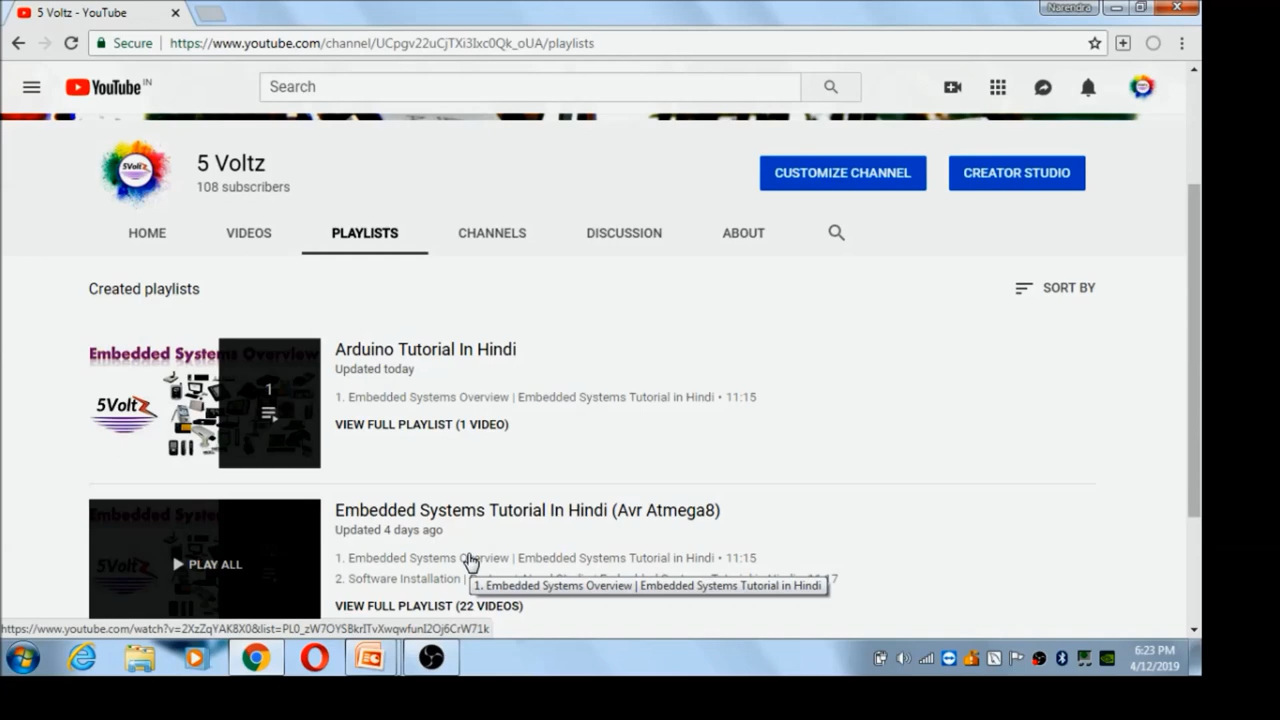 5 Voltz - YouTube
Narendra
Secure
https://www.youtube.com/channel/UCpgv22uCjTXi3Ixc0Qk_oUA/playlists
YouTube IN
Search
5Voltz
5 Voltz
108 subscribers
CUSTOMIZE CHANNEL
CREATOR STUDIO
HOME
VIDEOS
PLAYLISTS
CHANNELS
DISCUSSION
ABOUT
Created playlists
SORT BY
Embedded Systems Overview
5Voltz
1
Arduino Tutorial In Hindi
Updated today
1. Embedded Systems Overview | Embedded Systems Tutorial in Hindi • 11:15
VIEW FULL PLAYLIST (1 VIDEO)
PLAY ALL
Embedded Systems Tutorial In Hindi (Avr Atmega8)
Updated 4 days ago
1. Embedded Systems Overview | Embedded Systems Tutorial in Hindi • 11:15
2. Software Installation |
1. Embedded Systems Overview | Embedded Systems Tutorial in Hindi
VIEW FULL PLAYLIST (22 VIDEOS)
https://www.youtube.com/watch?v=2XzZqYAK8X0&list=PL0_zW7OYSBkrITvXwqwfunI2Oj6CrW71k
6:23 PM
4/12/2019